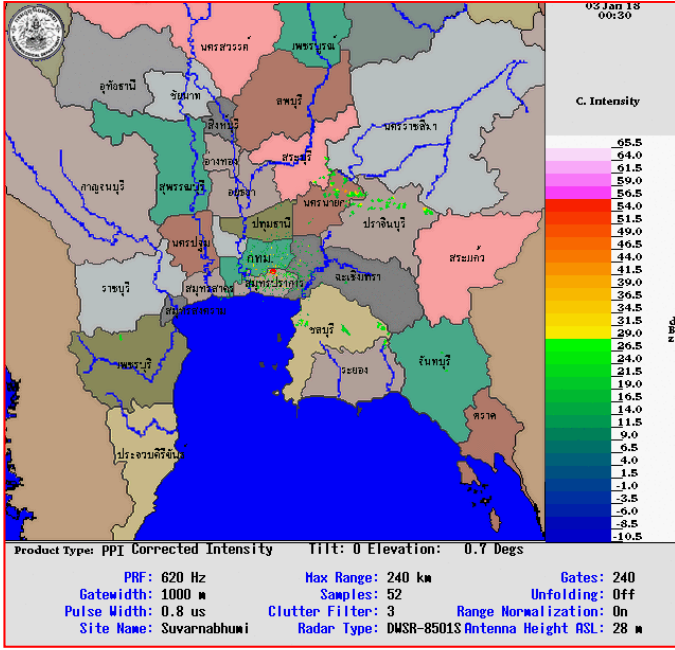 03 Jan 18
00:30
C. Intensity
นครสวรรค์
เพชรบูรณ์
อุทัยธานี
ชัยนาท
ลพบุรี
สิงหบุรี
นครราชสีมา
อ่างทอง
สระบุรี
กาญจนบุรี
สุพรรณบุรี
อยุธยา
นครนายก
ปราจีนบุรี
ปทุมธานี
นครปฐม
กทม.
สระแก้ว
ฉะเชิงเทรา
ราชบุรี
สมุทรสาคร
สมุทรปราการ
สมุทรสงคราม
ชลบุรี
เพชรบุรี
ระยอง
จันทบุรี
ตราด
ประจวบคิรีขันธ์
65.5
64.0
61.5
59.0
56.5
54.0
51.5
49.0
46.5
44.0
41.5
39.0
36.5
34.0
31.5
29.0
26.5
24.0
21.5
19.0
16.5
14.0
11.5
9.0
6.5
4.0
1.5
-1.0
-3.5
-6.0
-8.5
-10.5
Product Type: PPI Corrected Intensity Tilt: 0 Elevation: 0.7 Degs
PRF: 620 Hz Max Range: 240 km Gates: 240
Gatewidth: 1000 m Samples: 52 Unfolding: Off
Pulse Width: 0.8 us Clutter Filter: 3 Range Normalization: On
Site Name: Suvarnabhumi Radar Type: DWSR-8501S Antenna Height ASL: 28 m